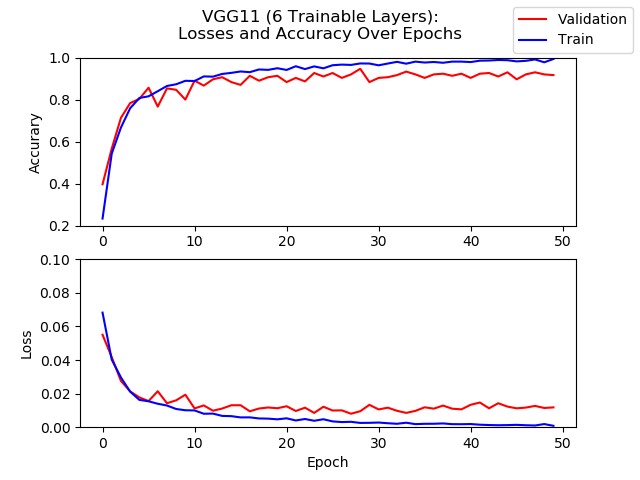 VGG11 (6 Trainable Layers):
Losses and Accuracy Over Epochs
Validation
Train
1.0
0.8
0.6
0.4
0.2
Accurary
0 10 20 30 40 50
0.10
0.08
0.06
0.04
0.02
0.00
Loss
0 10 20 30 40 50
Epoch